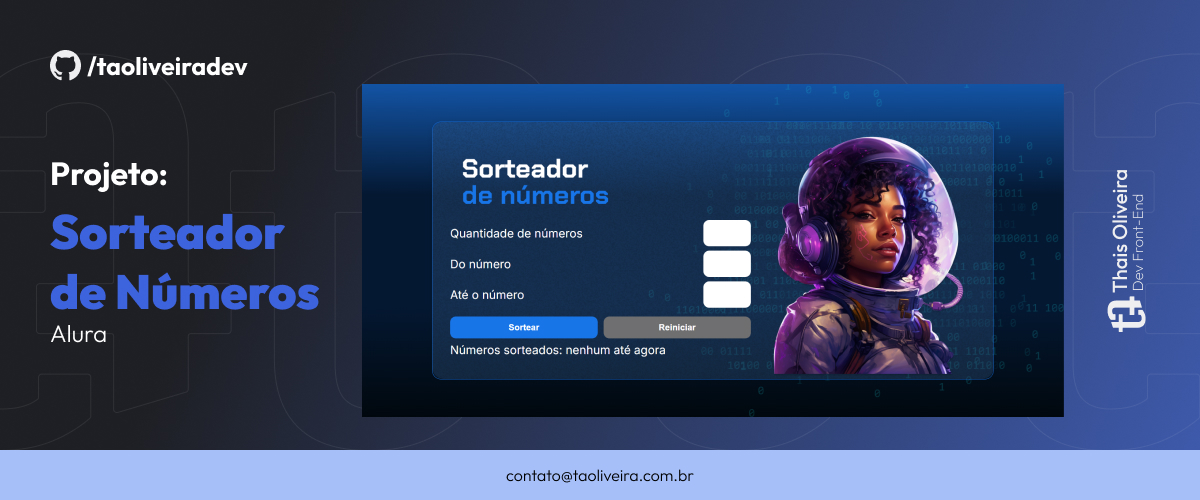 /taoliveiradev
Projeto:
Sorteador
de Números
Alura
Sorteador
de números
Quantidade de números
Do número
Até o número
Sortear
Reiniciar
Números sorteados: nenhum até agora
Thais Oliveira
Dev Front-End
contato@taoliveira.com.br